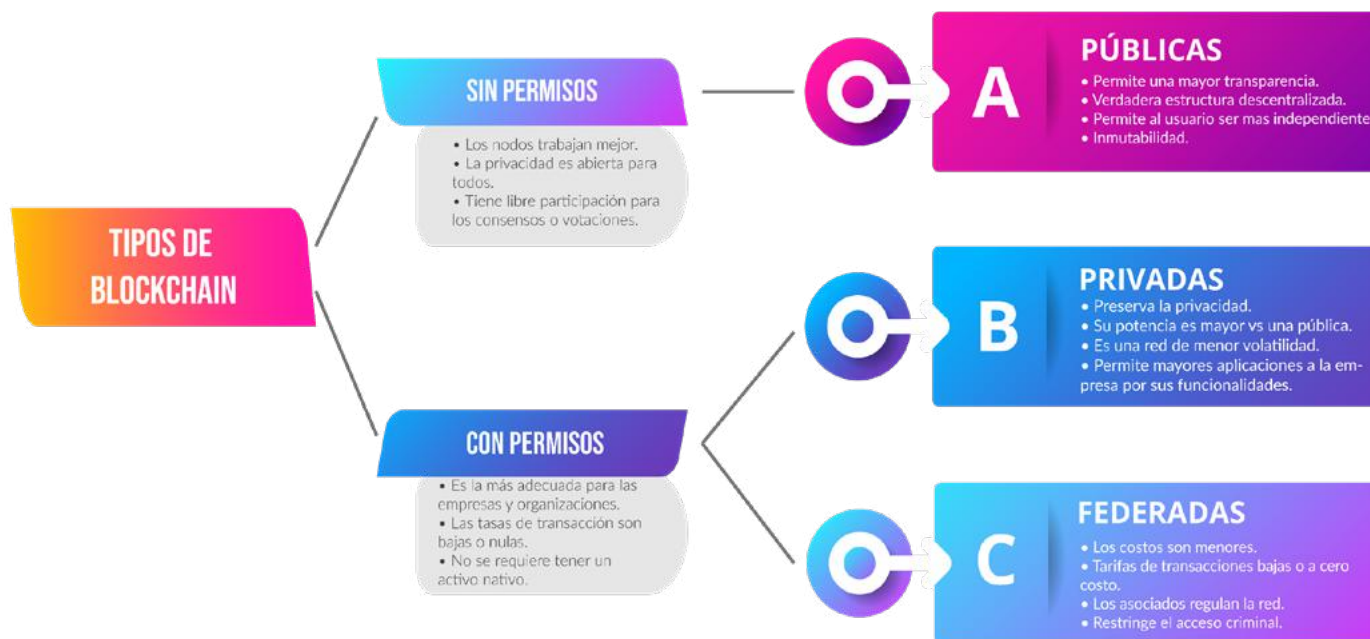 TIPOS DE
BLOCKCHAIN
SIN PERMISOS
• Los nodos trabajan mejor.
• La privacidad es abierta para
todos.
• Tiene libre participación para
los consensos o votaciones.
CON PERMISOS
• Es la más adecuada para las
empresas y organizaciones.
• Las tasas de transacción son
bajas o nulas.
• No se requiere tener un
activo nativo.
A
PÚBLICAS
• Permite una mayor transparencia.
• Verdadera estructura descentralizada.
• Permite al usuario ser mas independiente
• Inmutabilidad.
B
PRIVADAS
• Preserva la privacidad.
• Su potencia es mayor vs una pública.
• Es una red de menor volatilidad.
• Permite mayores aplicaciones a la em-
presa por sus funcionalidades.
C
FEDERADAS
• Los costos son menores.
• Tarifas de transacciones bajas o a cero
costo.
• Los asociados regulan la red.
• Restringe el acceso criminal.